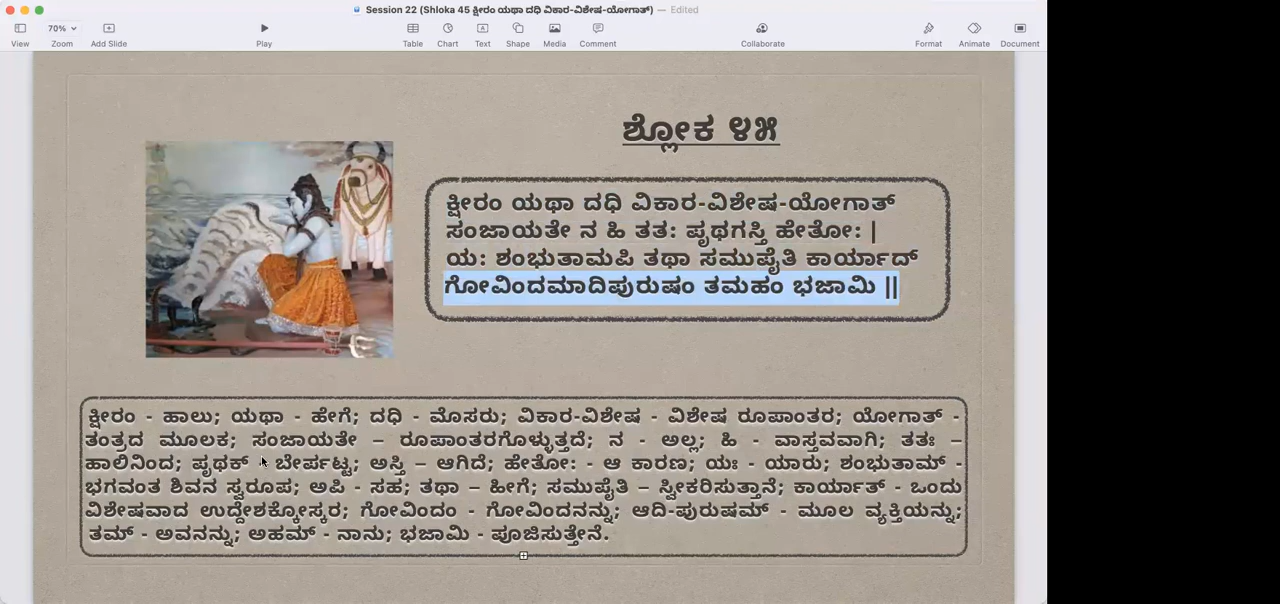 Session 22 (Shloka 45 ಕ್ಷೀರಂ ಯಥಾ ದಧಿ ವಿಕಾರ-ವಿಶೇಷ-ಯೋಗಾತ್) — Edited
70%
View Zoom Add Slide Play Table Chart Text Shape Media Comment Collaborate Format Animate Document
ಶ್ಲೋಕ ೪೫
ಕ್ಷೀರಂ ಯಥಾ ದಧಿ ವಿಕಾರ-ವಿಶೇಷ-ಯೋಗಾತ್
ಸಂಜಾಯತೇ ನ ಹಿ ತತ: ಪೃಥಗಸ್ತಿ ಹೇತೋ: |
ಯ: ಶಂಭುತಾಮಪಿ ತಥಾ ಸಮುಪೈತಿ ಕಾರ್ಯಾದ್
ಗೋವಿಂದಮಾದಿಪುರುಷಂ ತಮಹಂ ಭಜಾಮಿ ||
ಕ್ಷೀರಂ - ಹಾಲು; ಯಥಾ - ಹೇಗೆ; ದಧಿ - ಮೊಸರು; ವಿಕಾರ-ವಿಶೇಷ - ವಿಶೇಷ ರೂಪಾಂತರ; ಯೋಗಾತ್ -
ತಂತ್ರದ ಮೂಲಕ; ಸಂಜಾಯತೇ – ರೂಪಾಂತರಗೊಳ್ಳುತ್ತದೆ; ನ - ಅಲ್ಲ; ಹಿ - ವಾಸ್ತವವಾಗಿ; ತತಃ –
ಹಾಲಿನಿಂದ; ಪೃಥಕ್ - ಬೇರ್ಪಟ್ಟ; ಅಸ್ತಿ – ಆಗಿದೆ; ಹೇತೋ: - ಆ ಕಾರಣ; ಯಃ - ಯಾರು; ಶಂಭುತಾಮ್ -
ಭಗವಂತ ಶಿವನ ಸ್ವರೂಪ; ಅಪಿ - ಸಹ; ತಥಾ – ಹೀಗೆ; ಸಮುಪೈತಿ – ಸ್ವೀಕರಿಸುತ್ತಾನೆ; ಕಾರ್ಯಾತ್ - ಒಂದು
ವಿಶೇಷವಾದ ಉದ್ದೇಶಕ್ಕೋಸ್ಕರ; ಗೋವಿಂದಂ - ಗೋವಿಂದನನ್ನು; ಆದಿ-ಪುರುಷಮ್ - ಮೂಲ ವ್ಯಕ್ತಿಯನ್ನು;
ತಮ್ - ಅವನನ್ನು; ಅಹಮ್ - ನಾನು; ಭಜಾಮಿ - ಪೂಜಿಸುತ್ತೇನೆ.